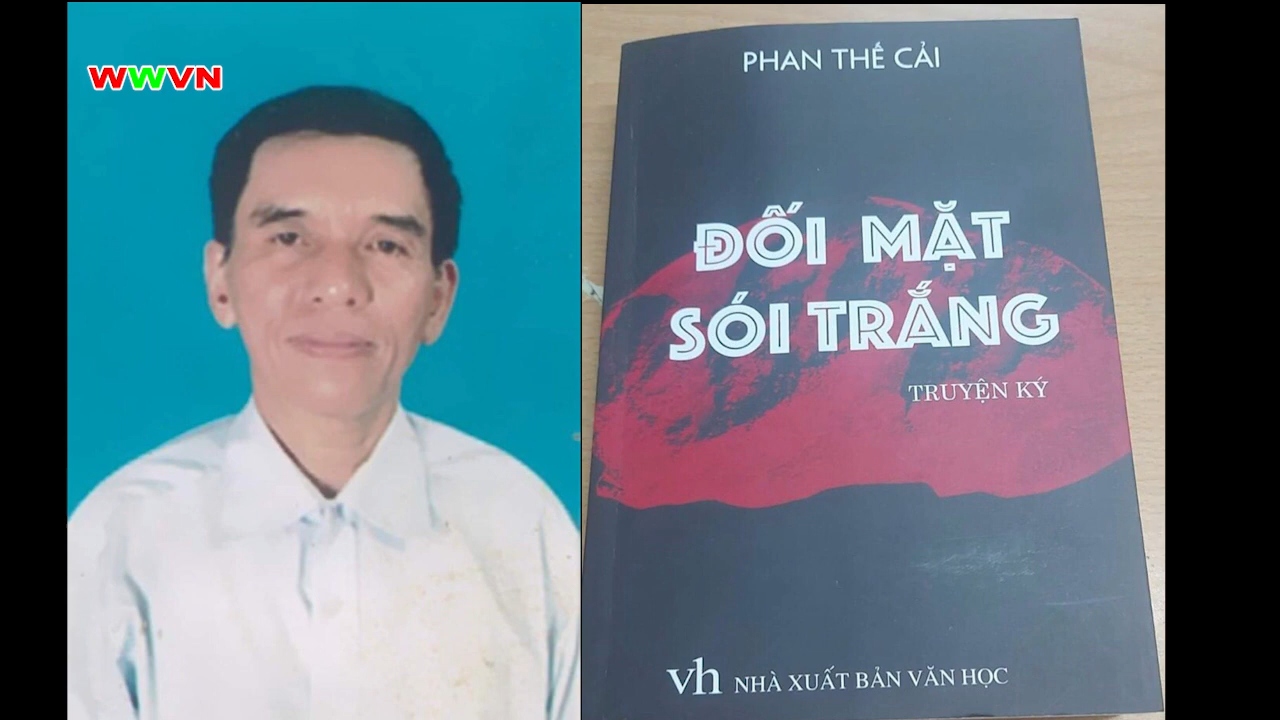 WWVN
PHAN THẾ CẢI
ĐỐI MẶT
SÓI TRẮNG
TRUYỆN KÝ
vh NHÀ XUẤT BẢN VĂN HỌC